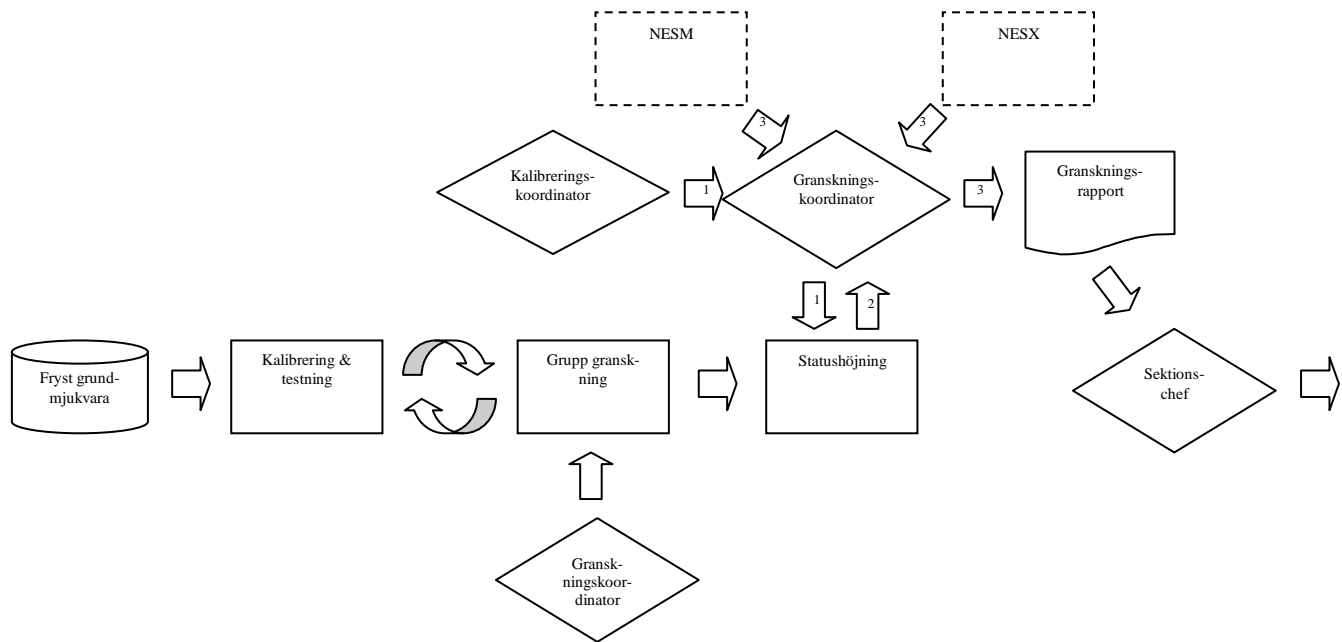 NESM
NESX
3
3
Kalibrerings-
koordinator
1
Gransknings-
koordinator
3
Gransknings-
rapport
1
2
Fryst grund-
mjukvara
Kalibrering &
testning
Grupp gransk-
ning
Statushöjning
Sektions-
chef
Gransk-
ningskoor-
dinator